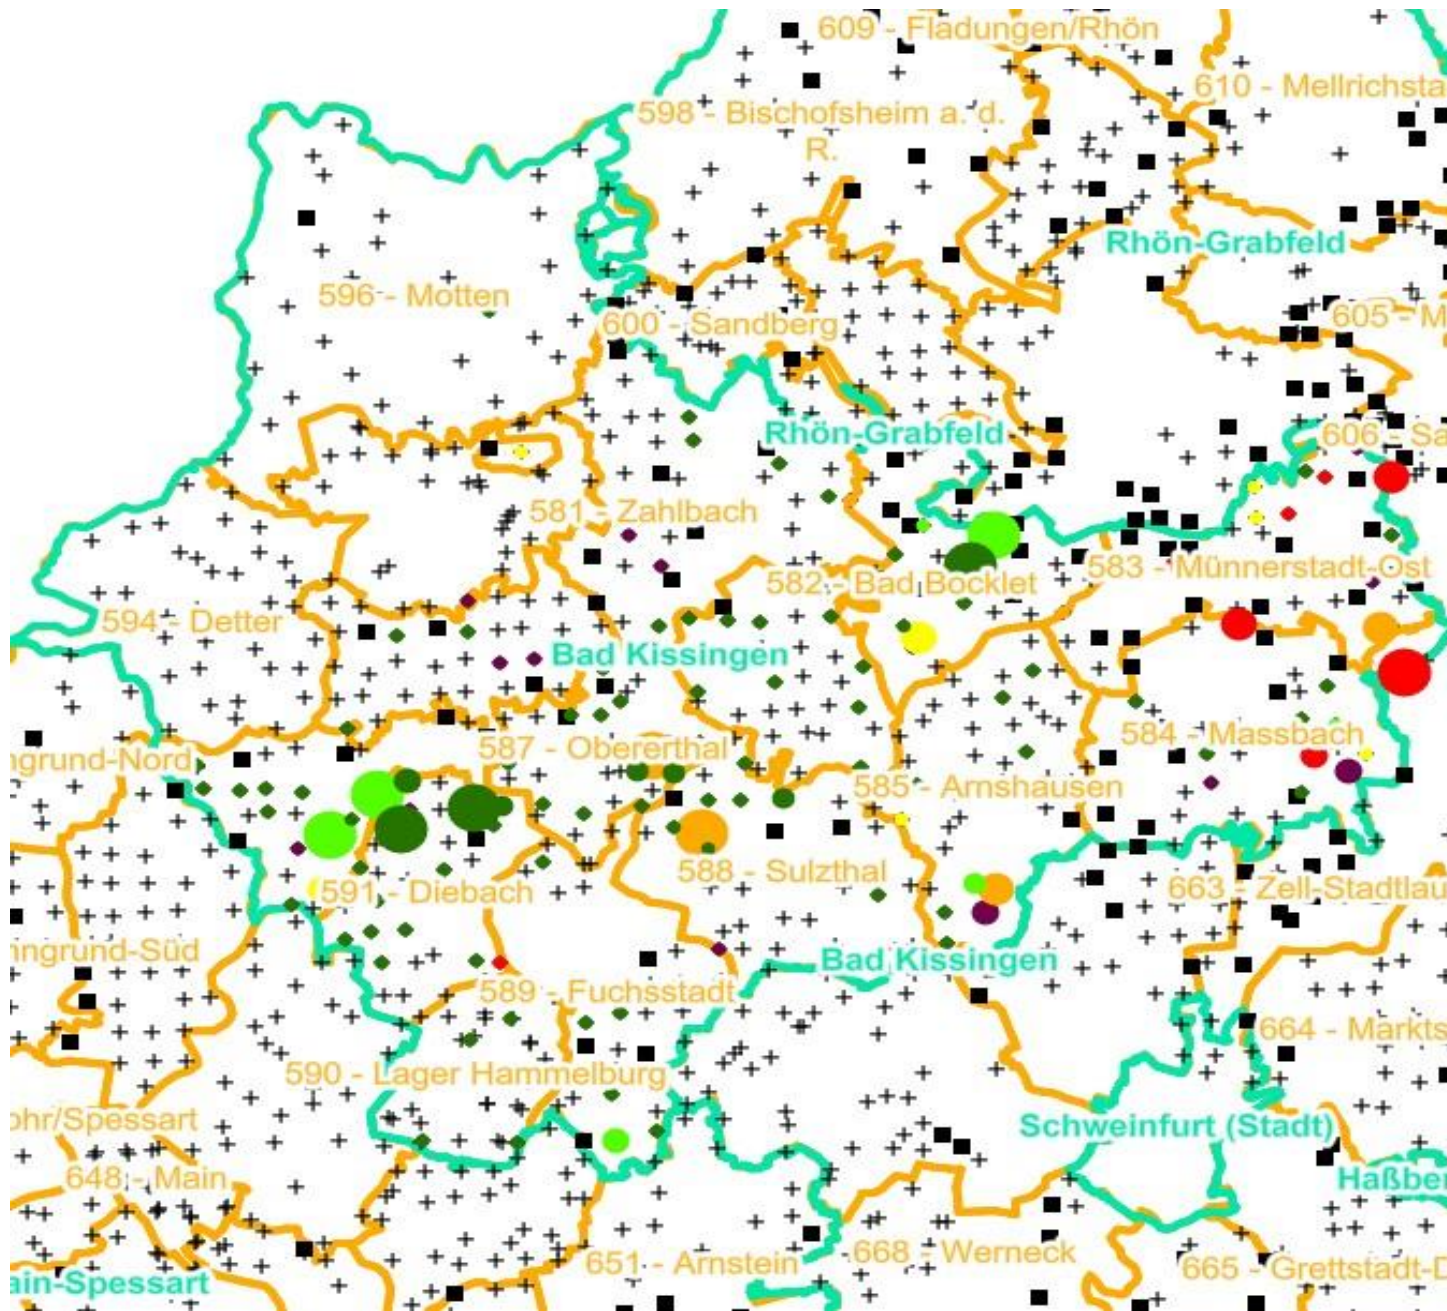 609 - Fladungen/Rhön
610 - Mellrichsta
598 - Bischofsheim a. d.
R.
Rhön-Grabfeld
596 - Motten
600 - Sandberg
605 - M
Rhön-Grabfeld
606 - Sa
581 - Zahlbach
582 - Bad Bocklet
583 - Münnerstadt-Ost
594 - Detter
Bad Kissingen
584 - Massbach
ngrund-Nord
587 - Obererthal
585 - Arnshausen
588 - Sulzthal
591 - Diebach
663 - Zell-Stadtlau
nngrund-Süd
Bad Kissingen
589 - Fuchsstadt
664 - Markts
590 - Lager Hammelburg
ohr/Spessart
Schweinfurt (Stadt)
648 - Main
Haßber
651 - Arnstein
668 - Werneck
665 - Grettstadt-D
ain-Spessart